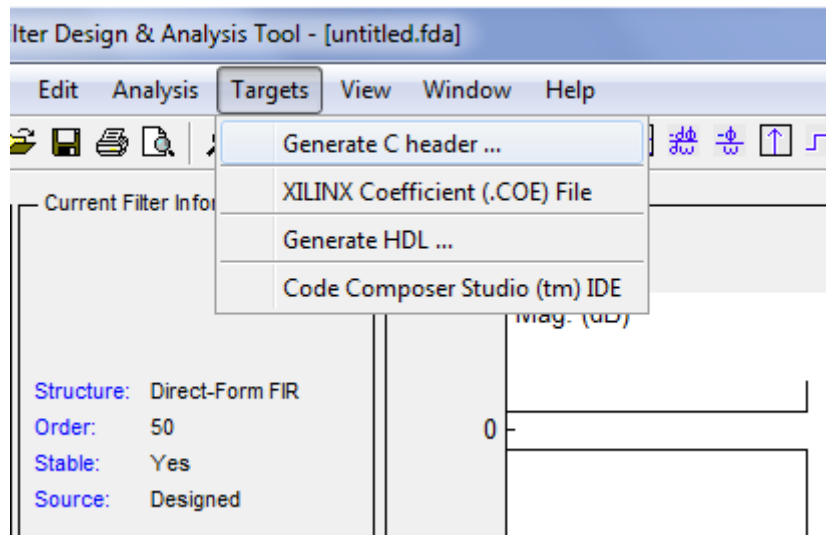 lter Design & Analysis Tool - [untitled.fda]
Edit Analysis Targets View Window Help
Generate C header ...
XILINX Coefficient (.COE) File
Generate HDL ...
Code Composer Studio (tm) IDE
Current Filter Infor
Mag. (dB)
Structure: Direct-Form FIR
Order: 50
0
Stable: Yes
Source: Designed